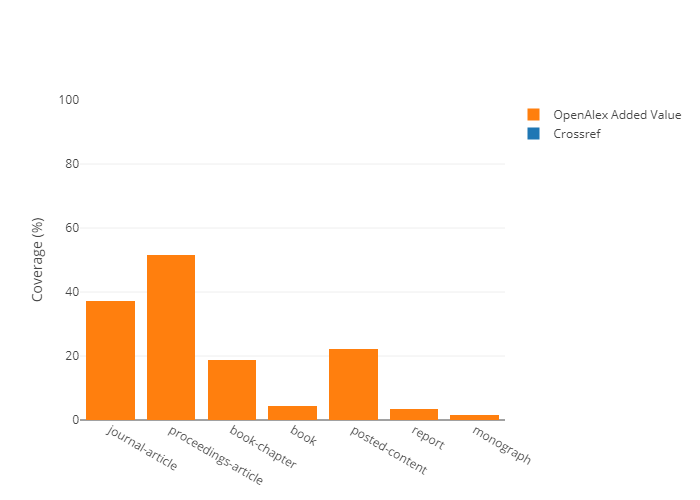 100
80
60
40
20
0
Coverage (%)
journal-article
proceedings-article
book-chapter
book
posted-content
report
monograph
OpenAlex Added Value
Crossref